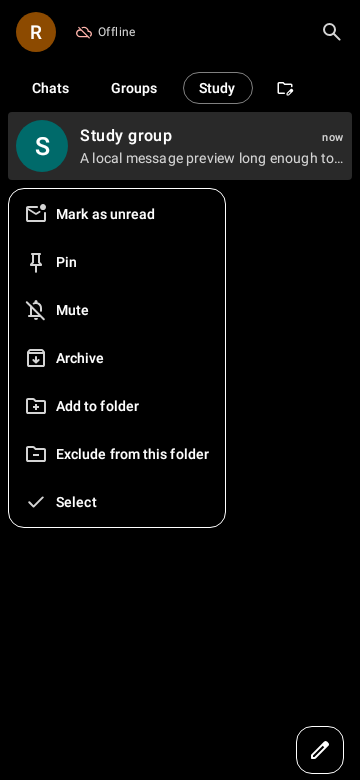 R
Offline
Chats
Groups
Study
S
Study group
now
A local message preview long enough to…
Mark as unread
Pin
Mute
Archive
Add to folder
Exclude from this folder
Select